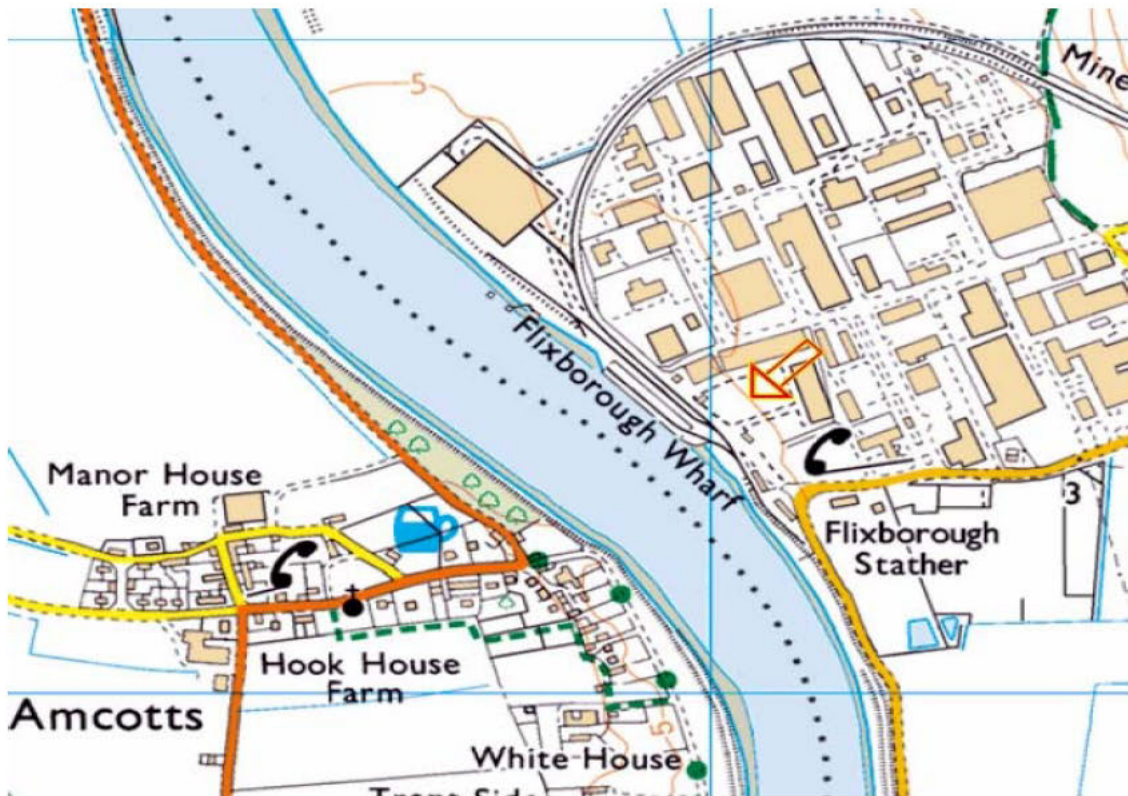 5
Mine
Flixborough Wharf
Manor House
Farm
3
Flixborough
Stather
Hook House
Farm
Amcotts
5
White House